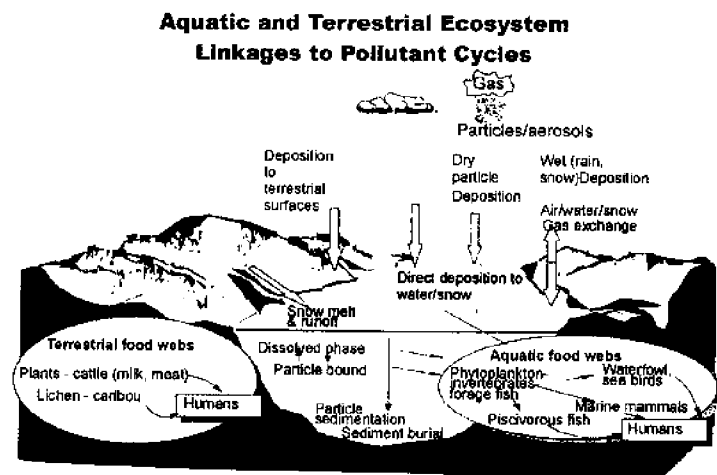 Aquatic and Terrestrial Ecosystem
Linkages to Pollutant Cycles
Gas
Particles/aerosols
Deposition
to
terrestrial
surfaces
Dry
particle
Deposition
Wet (rain,
snow)Deposition
Air/water/snow
Gas exchange
Direct deposition to
water/snow
Snow melt
& runoff
Terrestrial food webs
Plants - cattle (milk, meat)
Lichen - caribou
Humans
Dissolved phase
Particle bound
Particle
sedimentation
Sediment burial
Aquatic food webs
Phytoplankton
invertebrates
forage fish
Waterfowl,
sea birds
Marine mammals
Piscivorous fish
Humans